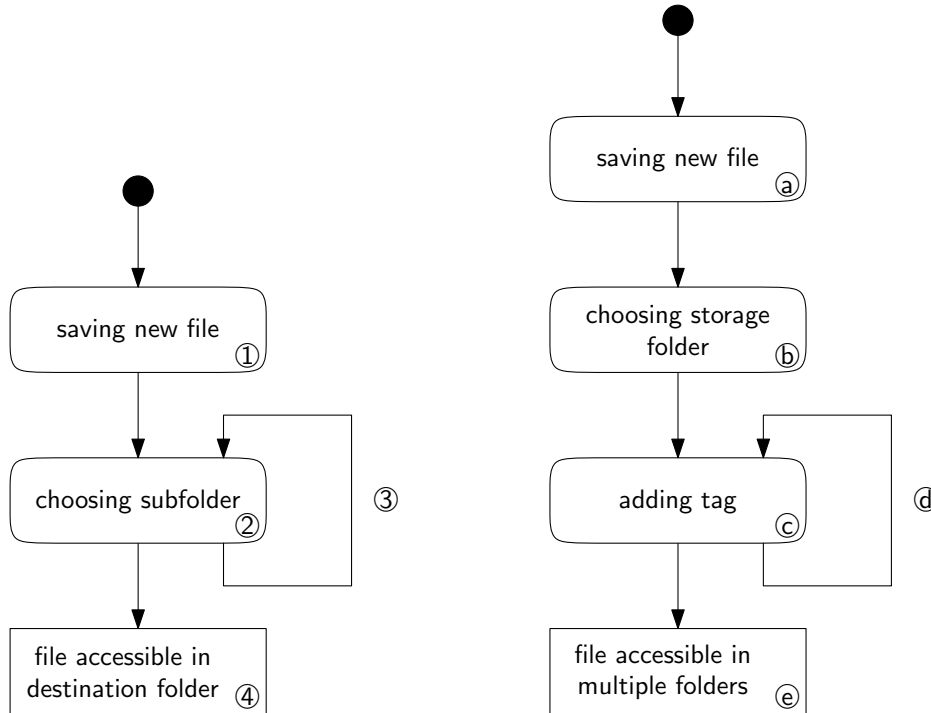 saving new file
①
choosing subfolder
②
③
file accessible in
destination folder
④
saving new file
ⓐ
choosing storage
folder
ⓑ
adding tag
ⓒ
ⓓ
file accessible in
multiple folders
ⓔ